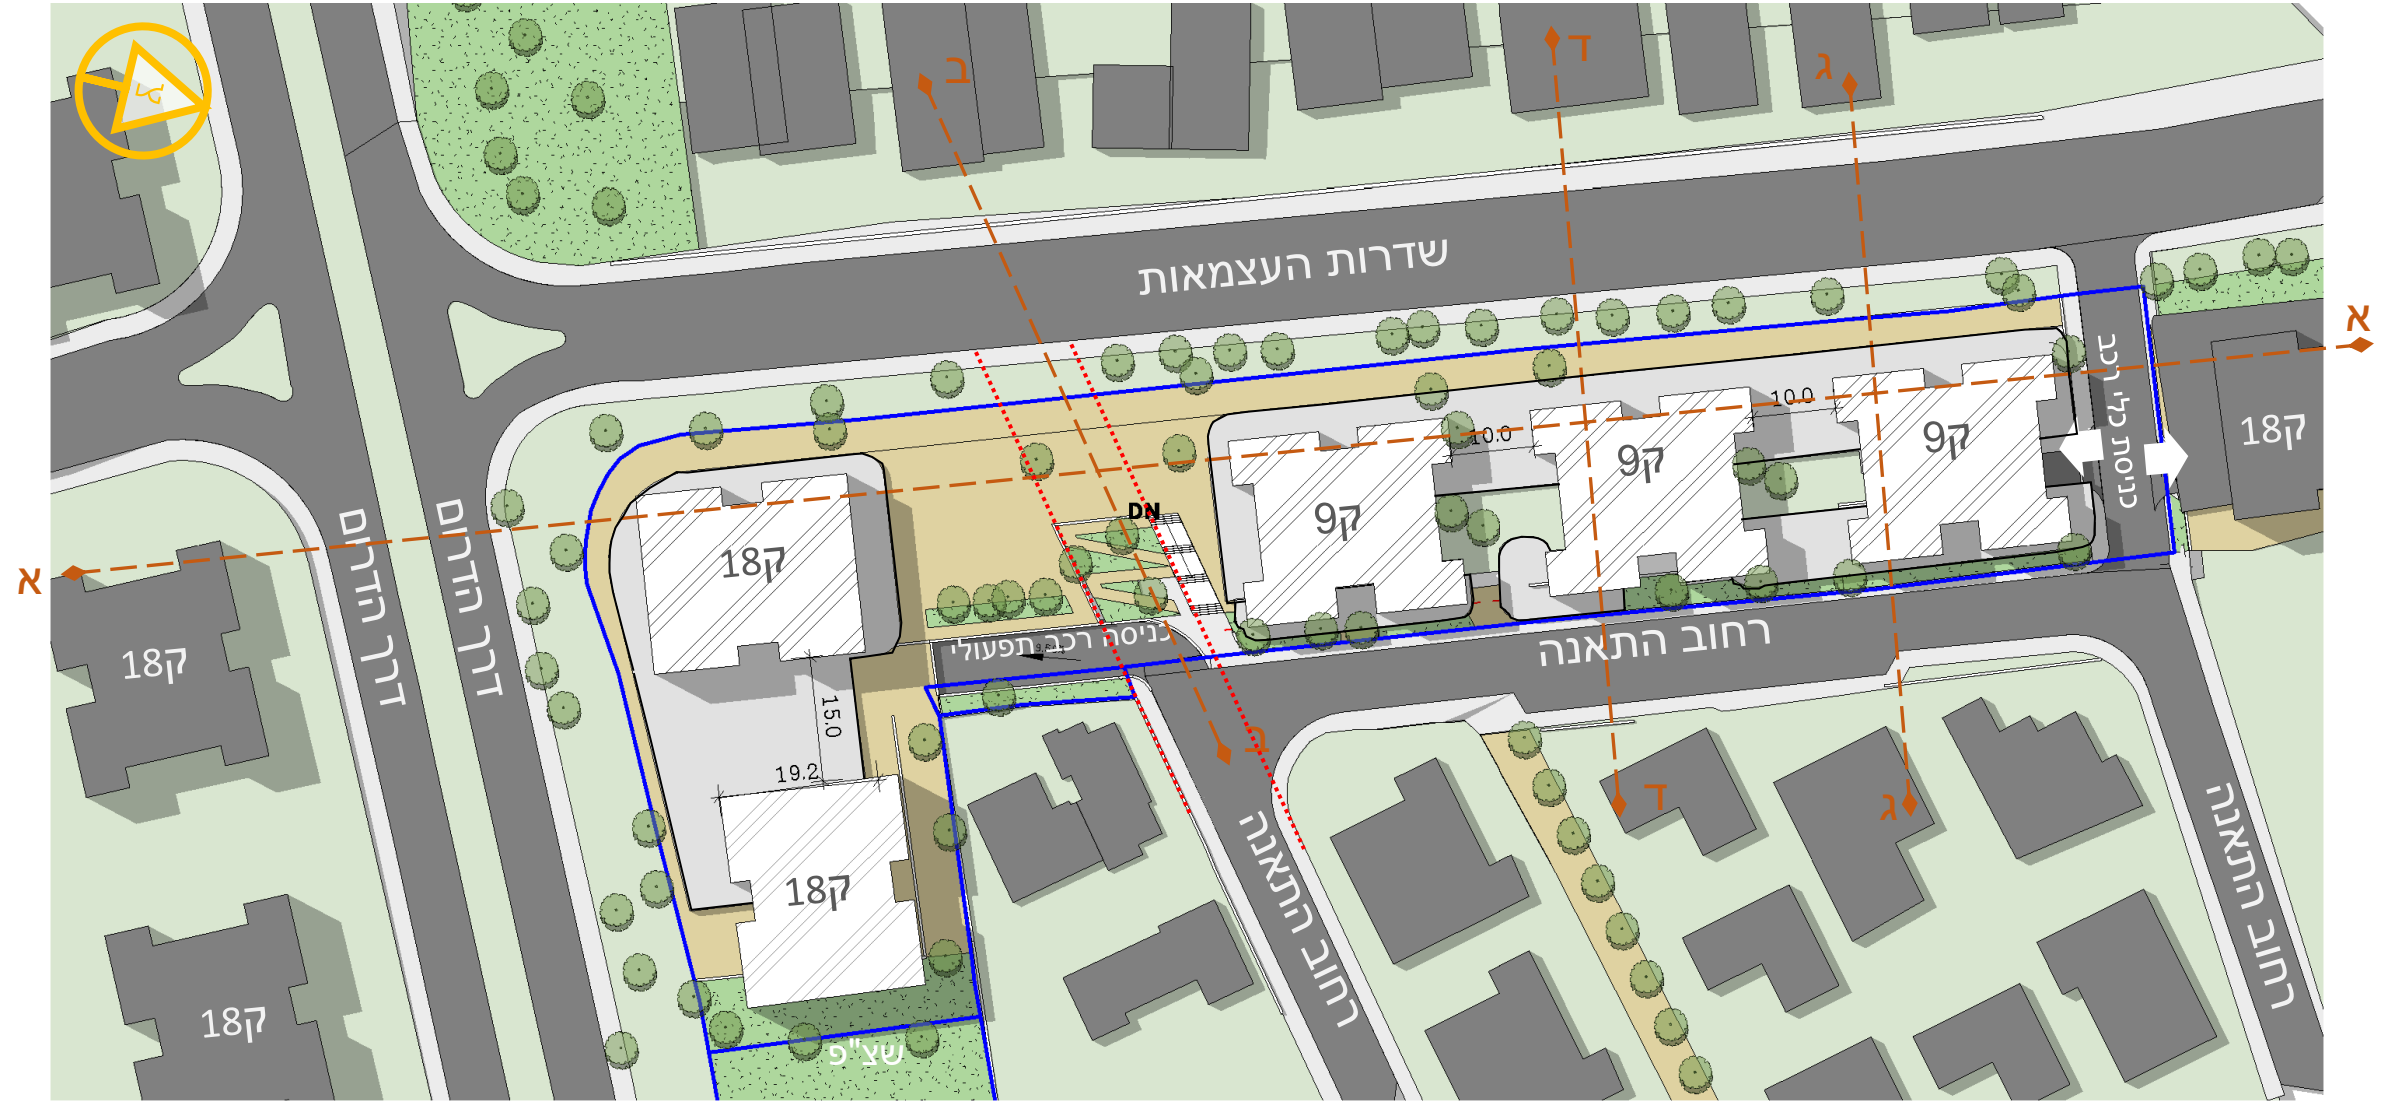 ב
ד
ג
שדרות העצמאות
א
כניסת כלי רכב
18ק
10.0
10.0
9ק
9ק
9ק
DN
18ק
א
דרך הדרום
דרך הדרום
18ק
כניסה רכב תפעולי
רחוב התאנה
15.0
19.2
ב
18ק
ד
ג
רחוב התאנה
רחוב התאנה
18ק
שצ"פ